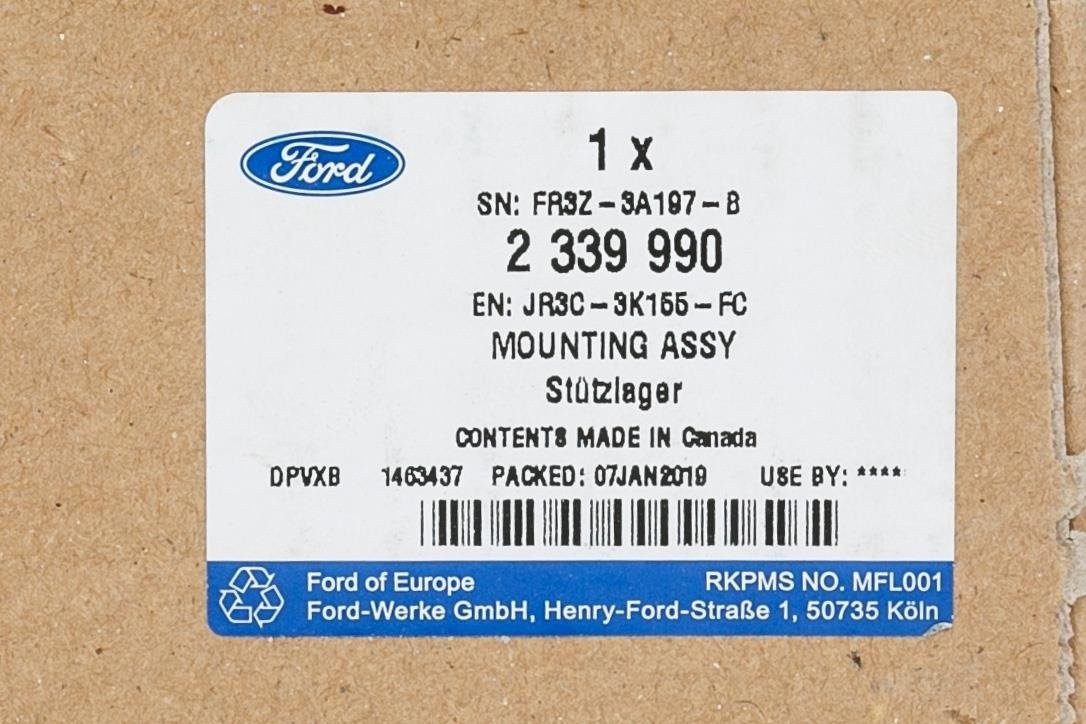 Ford
1 x
SN: FR3Z-3A197-B
2 339 990
EN: JR3C-3K155-FC
MOUNTING ASSY
Stützlager
CONTENTS MADE IN Canada
DPVXB 1463437 PACKED: 07JAN2019 USE BY: ****
Ford of Europe RKPMS NO. MFL001
Ford-Werke GmbH, Henry-Ford-Straße 1, 50735 Köln